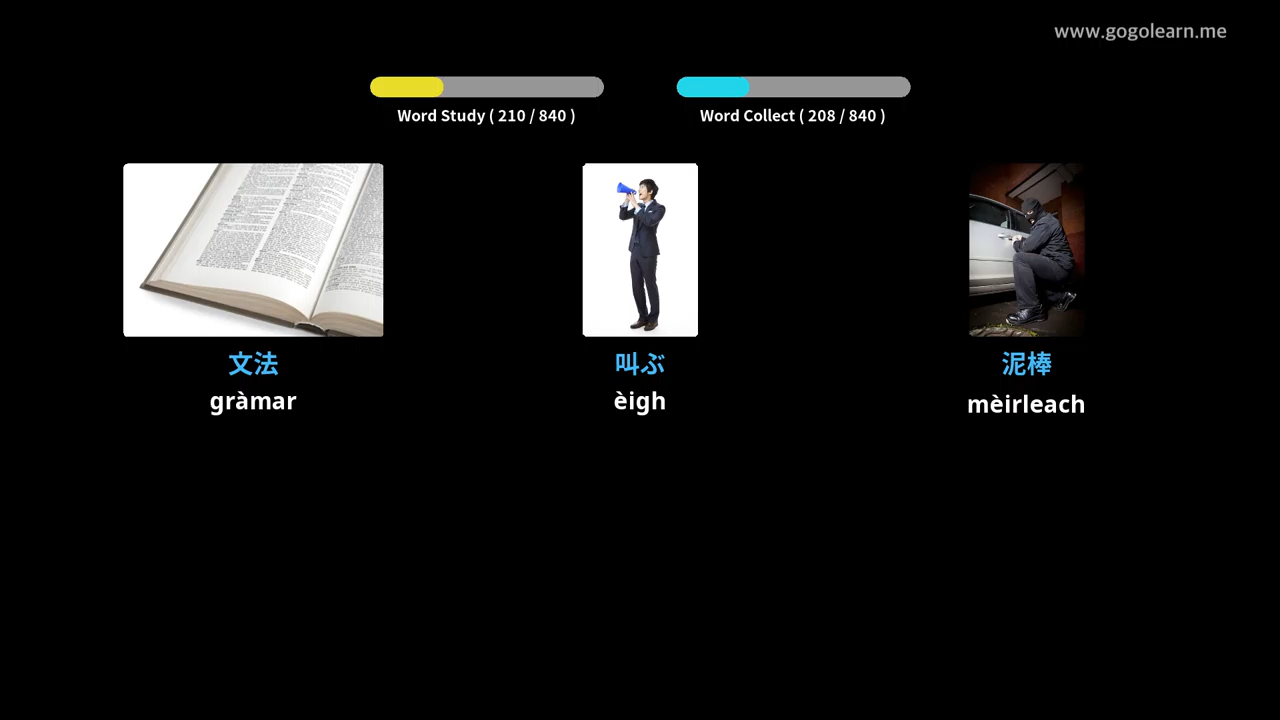 www.gogolearn.me
Word Study ( 210 / 840 )
Word Collect ( 208 / 840 )
文法
叫ぶ
泥棒
gràmar
èigh
mèirleach